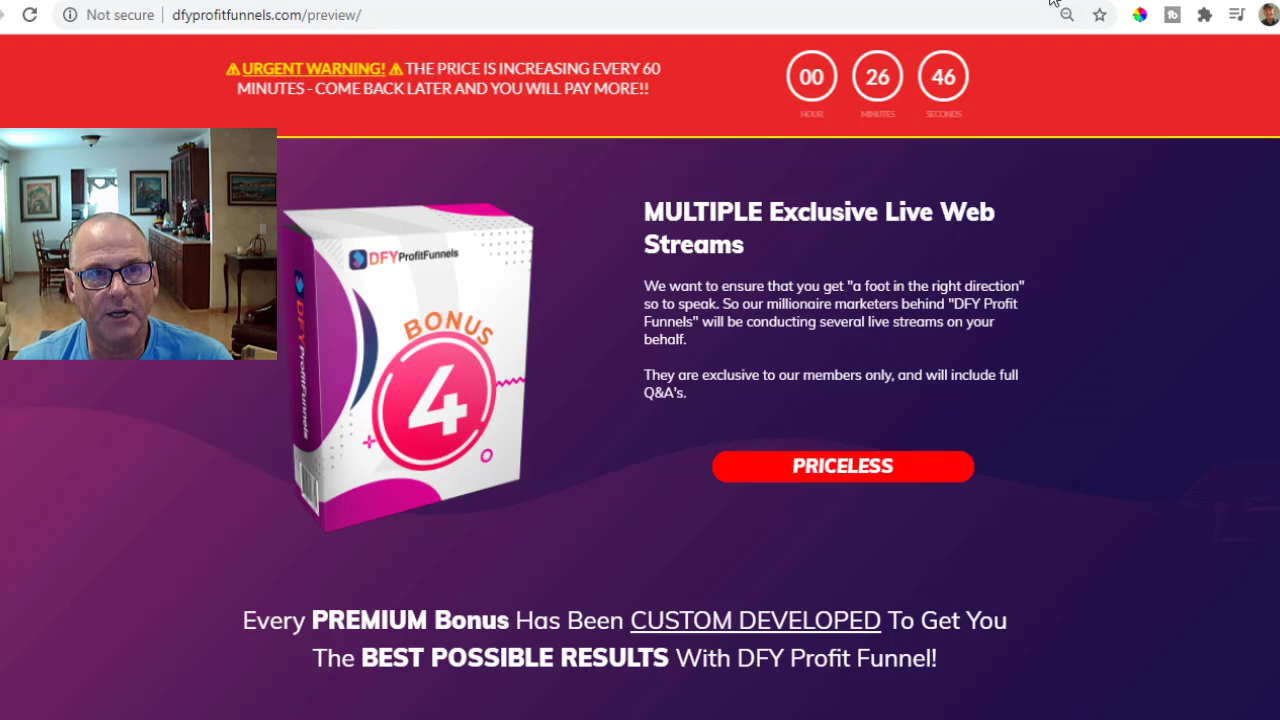 Not secure dfyprofitfunnels.com/preview/
⚠ URGENT WARNING! ⚠ THE PRICE IS INCREASING EVERY 60
MINUTES - COME BACK LATER AND YOU WILL PAY MORE!!
00 26 46
HOUR MINUTES SECONDS
MULTIPLE Exclusive Live Web
Streams
We want to ensure that you get "a foot in the right direction"
so to speak. So our millionaire marketers behind "DFY Profit
Funnels" will be conducting several live streams on your
behalf.
They are exclusive to our members only, and will include full
Q&A's.
PRICELESS
DFYProfitFunnels
DFYProfitFunnels
BONUS
4
Every PREMIUM Bonus Has Been CUSTOM DEVELOPED To Get You
The BEST POSSIBLE RESULTS With DFY Profit Funnel!